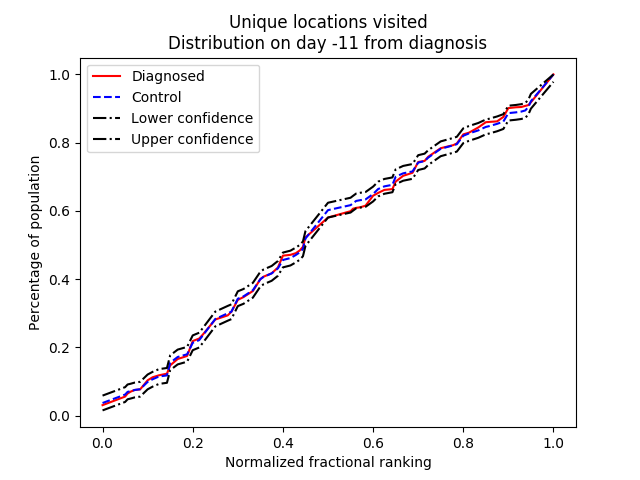 Unique locations visited
Distribution on day -11 from diagnosis
Diagnosed
Control
Lower confidence
Upper confidence
Percentage of population
1.0
0.8
0.6
0.4
0.2
0.0
0.0 0.2 0.4 0.6 0.8 1.0
Normalized fractional ranking